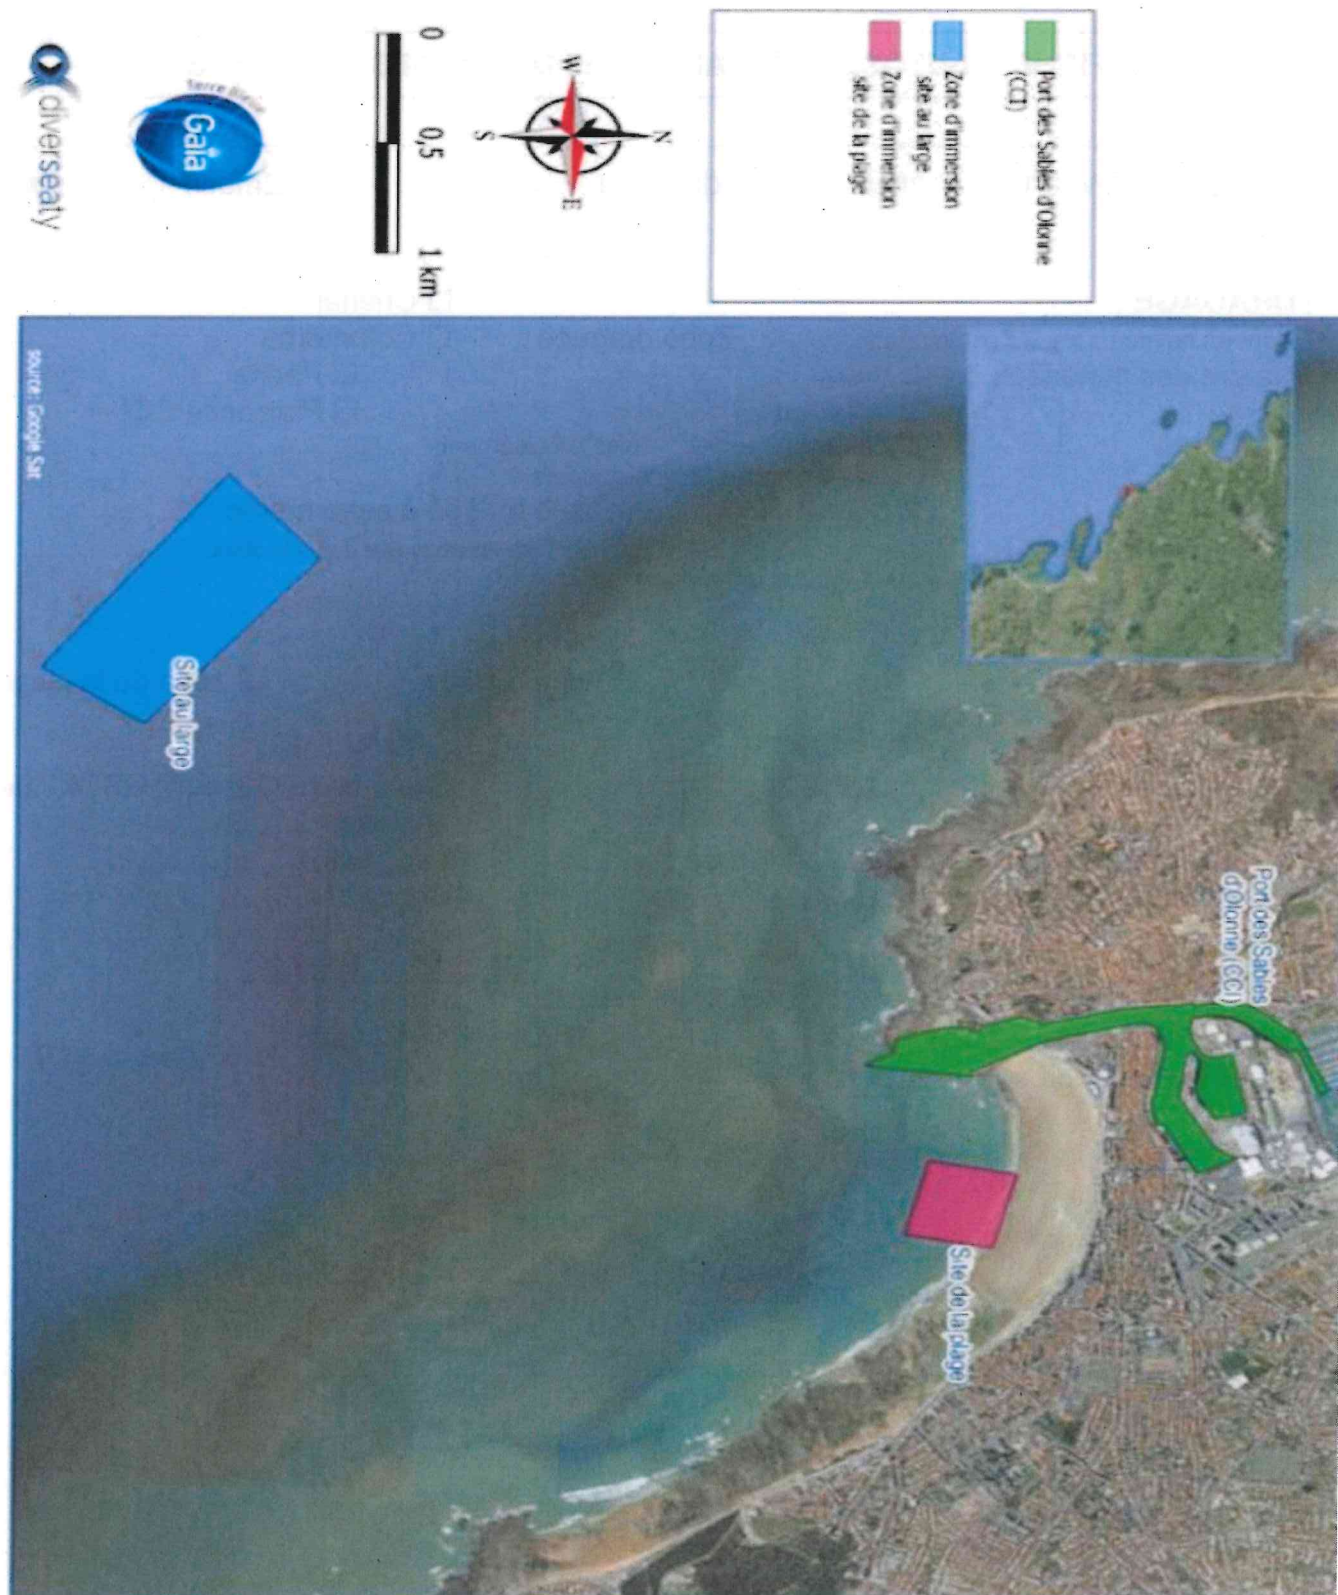 Port des Sables d'Olonne
(CCI)
Zone d'immersion
site au large
Zone d'immersion
site de la plage
W
N
S
E
0
0,5
1 km
Terre Bleue
Gaia
diverseaty
Port des Sables
d'Olonne (CCI)
Site de la plage
Site au large
source: Google Sat